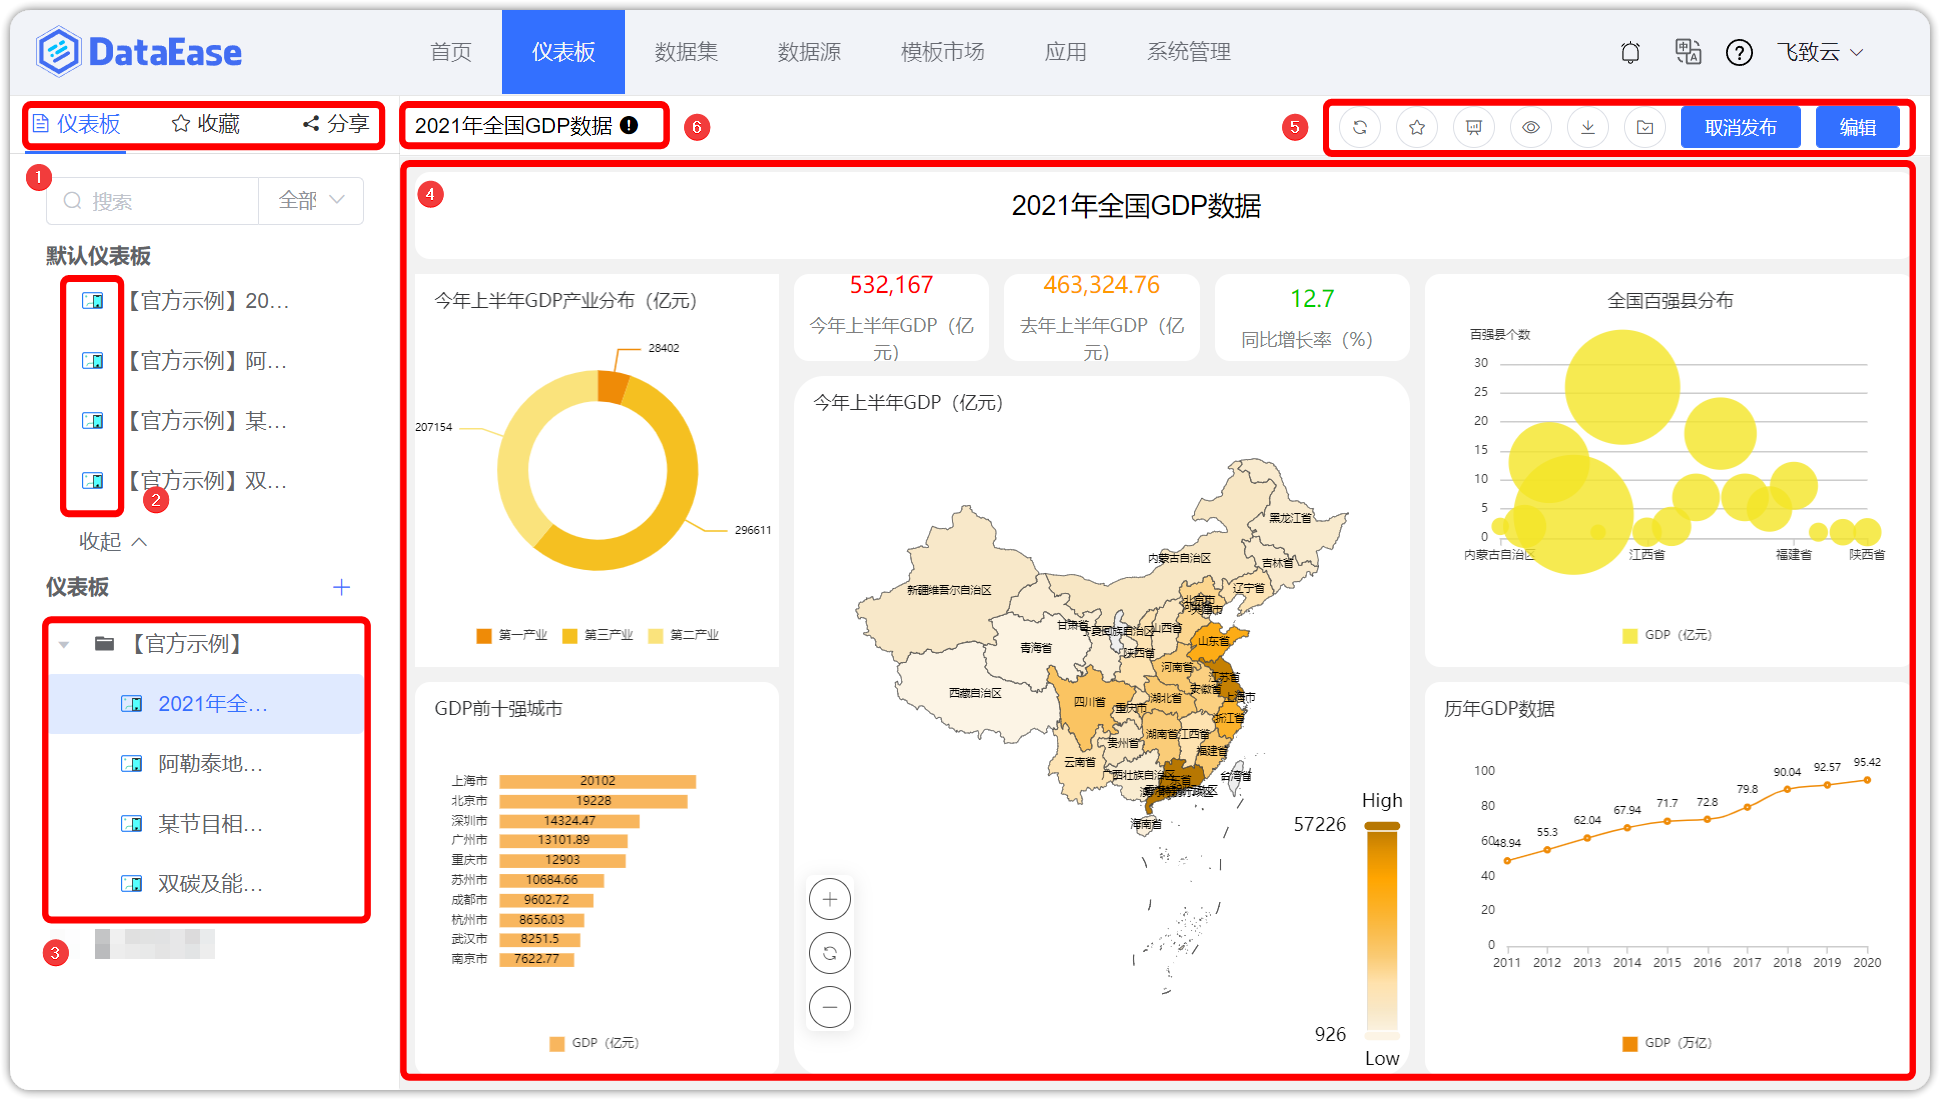 DataEase
首页 仪表板 数据集 数据源 模板市场 应用 系统管理
飞致云
仪表板 收藏 分享
2021年全国GDP数据
6
5
取消发布 编辑
1
搜索 全部
默认仪表板
【官方示例】20...
【官方示例】阿...
【官方示例】某...
【官方示例】双...
2
收起
仪表板
【官方示例】
2021年全...
阿勒泰地...
某节目相...
双碳及能...
3
4
2021年全国GDP数据
今年上半年GDP产业分布（亿元）
28402
207154
296611
第一产业 第三产业 第二产业
532,167
今年上半年GDP（亿元）
463,324.76
去年上半年GDP（亿元）
12.7
同比增长率（%）
今年上半年GDP（亿元）
黑龙江省
内蒙古自治区
吉林省
新疆维吾尔自治区
辽宁省
北京市
甘肃省
山西省
山东省
青海省
陕西省
河南省
西藏自治区
江苏省
安徽省
上海市
四川省
重庆市
湖北省
浙江省
湖南省
江西省
贵州省
福建省
云南省
广西壮族自治区
广东省
台湾省
海南省
High
57226
926
Low
全国百强县分布
百强县个数
30
25
20
15
10
5
0
内蒙古自治区 江西省 福建省 陕西省
GDP（亿元）
GDP前十强城市
上海市 20102
北京市 19228
深圳市 14324.47
广州市 13101.89
重庆市 12903
苏州市 10684.66
成都市 9602.72
杭州市 8656.03
武汉市 8251.5
南京市 7622.77
GDP（亿元）
历年GDP数据
100
80
60
40
20
0
48.94 55.3 62.04 67.94 71.7 72.8 79.8 90.04 92.57 95.42
2011 2012 2013 2014 2015 2016 2017 2018 2019 2020
GDP（万亿）